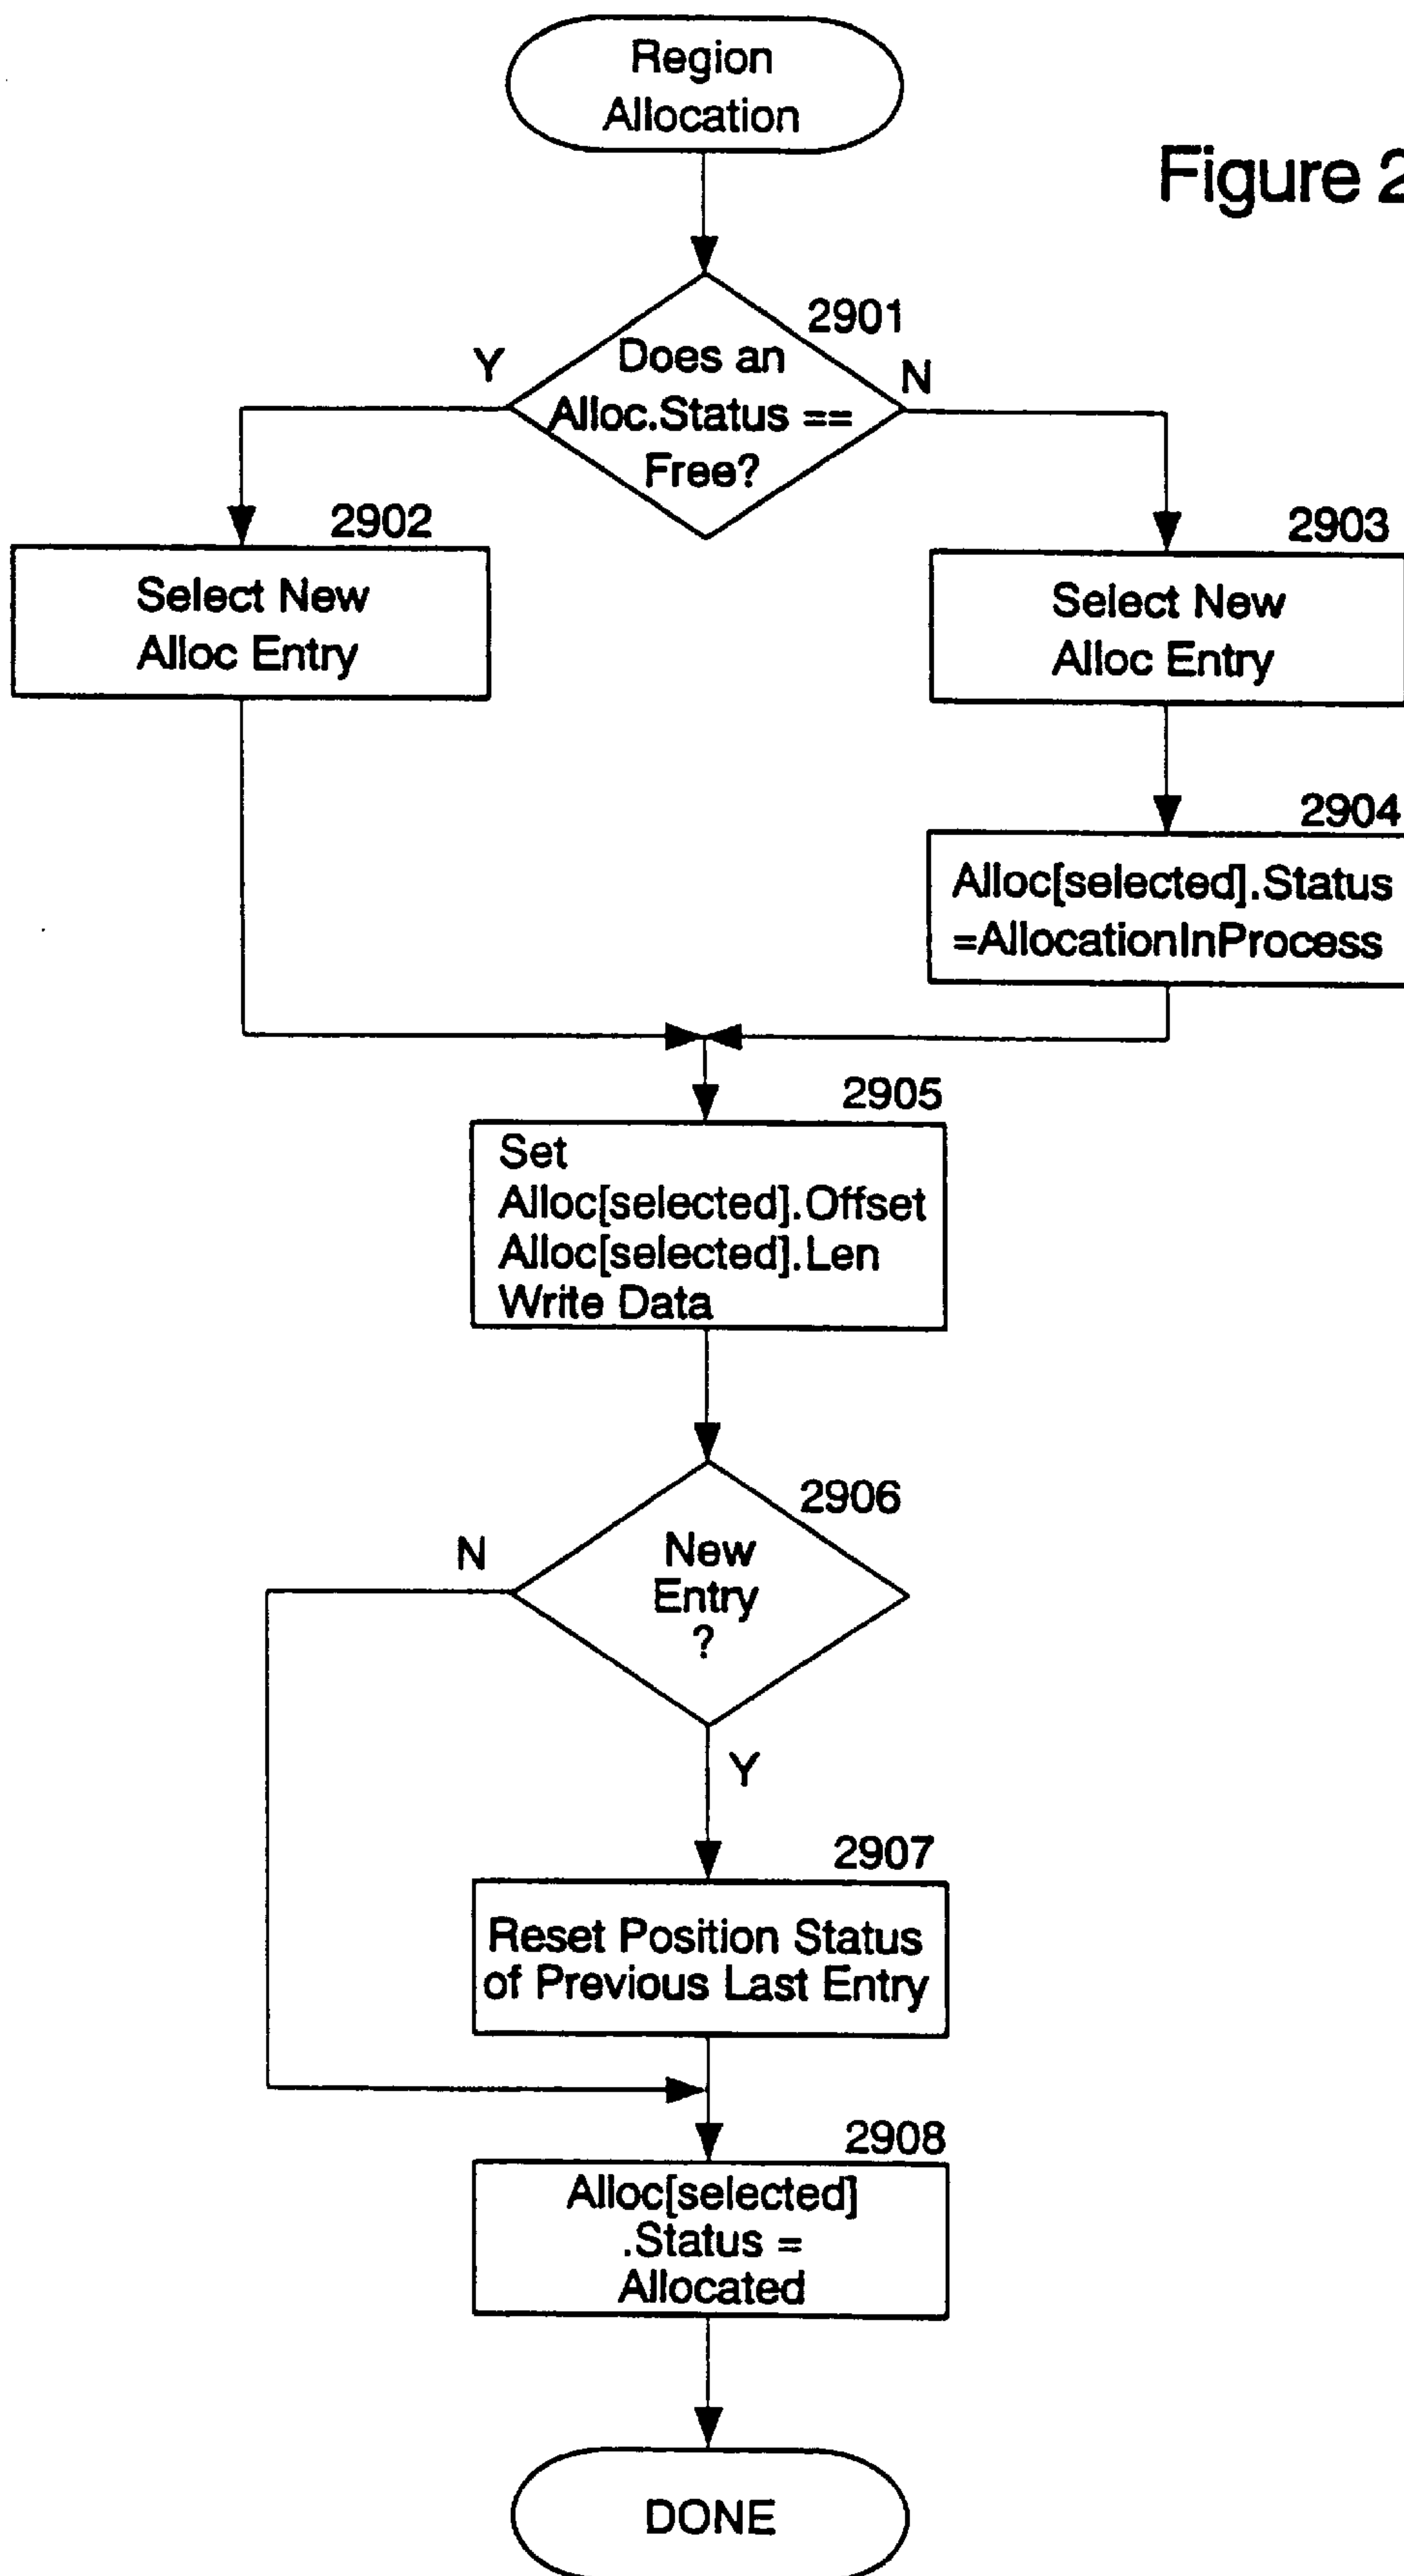 Region
Allocation
Figure 2
2901
Y
Does an
N
Alloc.Status ==
Free?
2902
2903
Select New
Alloc Entry
Select New
Alloc Entry
2904
Alloc[selected].Status
=AllocationInProcess
2905
Set
Alloc[selected].Offset
Alloc[selected].Len
Write Data
2906
N
New
Entry
?
Y
2907
Reset Position Status
of Previous Last Entry
2908
Alloc[selected]
.Status =
Allocated
DONE